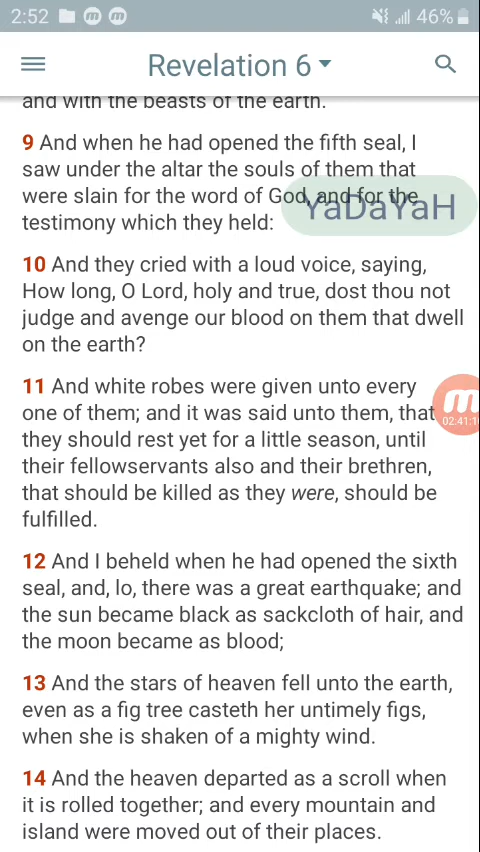 2:52 46%
Revelation 6
and with the beasts of the earth.
9 And when he had opened the fifth seal, I
saw under the altar the souls of them that
were slain for the word of God, and for the
testimony which they held:
YaDaYaH
10 And they cried with a loud voice, saying,
How long, O Lord, holy and true, dost thou not
judge and avenge our blood on them that dwell
on the earth?
11 And white robes were given unto every
one of them; and it was said unto them, that
they should rest yet for a little season, until
their fellowservants also and their brethren,
that should be killed as they were, should be
fulfilled.
02:41:1
12 And I beheld when he had opened the sixth
seal, and, lo, there was a great earthquake; and
the sun became black as sackcloth of hair, and
the moon became as blood;
13 And the stars of heaven fell unto the earth,
even as a fig tree casteth her untimely figs,
when she is shaken of a mighty wind.
14 And the heaven departed as a scroll when
it is rolled together; and every mountain and
island were moved out of their places.